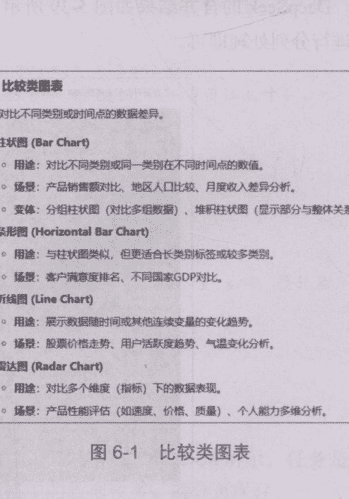 比较类图表
对比不同类别或时间点的数据差异。
柱状图 (Bar Chart)
用途：对比不同类别或同一类别在不同时间点的数值。
场景：产品销售额对比、地区人口比较、月度收入差异分析。
变体：分组柱状图（对比多组数据）、堆积柱状图（显示部分与整体关系
条形图 (Horizontal Bar Chart)
用途：与柱状图类似，但更适合长类别标签或较多类别。
场景：客户满意度排名、不同国家GDP对比。
折线图 (Line Chart)
用途：展示数据随时间或其他连续变量的变化趋势。
场景：股票价格走势、用户活跃度趋势、气温变化分析。
雷达图 (Radar Chart)
用途：对比多个维度（指标）下的数据表现。
场景：产品性能评估（如速度、价格、质量）、个人能力多维分析。
图 6-1 比较类图表